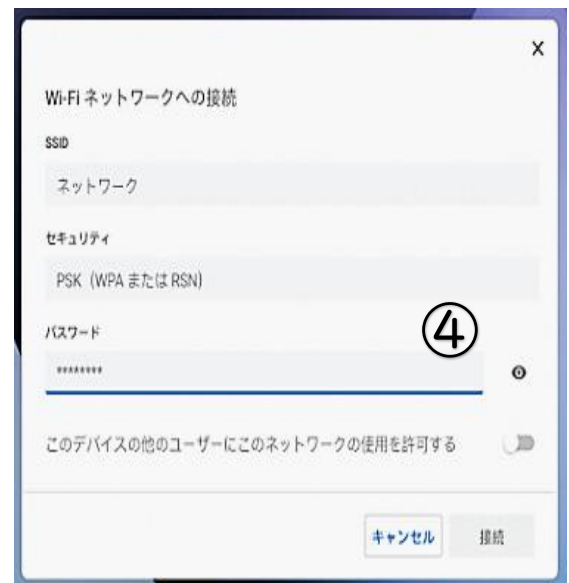 X
Wi-Fi ネットワークへの接続
SSID
ネットワーク
セキュリティ
PSK（WPA または RSN）
パスワード
④
********
このデバイスの他のユーザーにこのネットワークの使用を許可する
キャンセル 接続